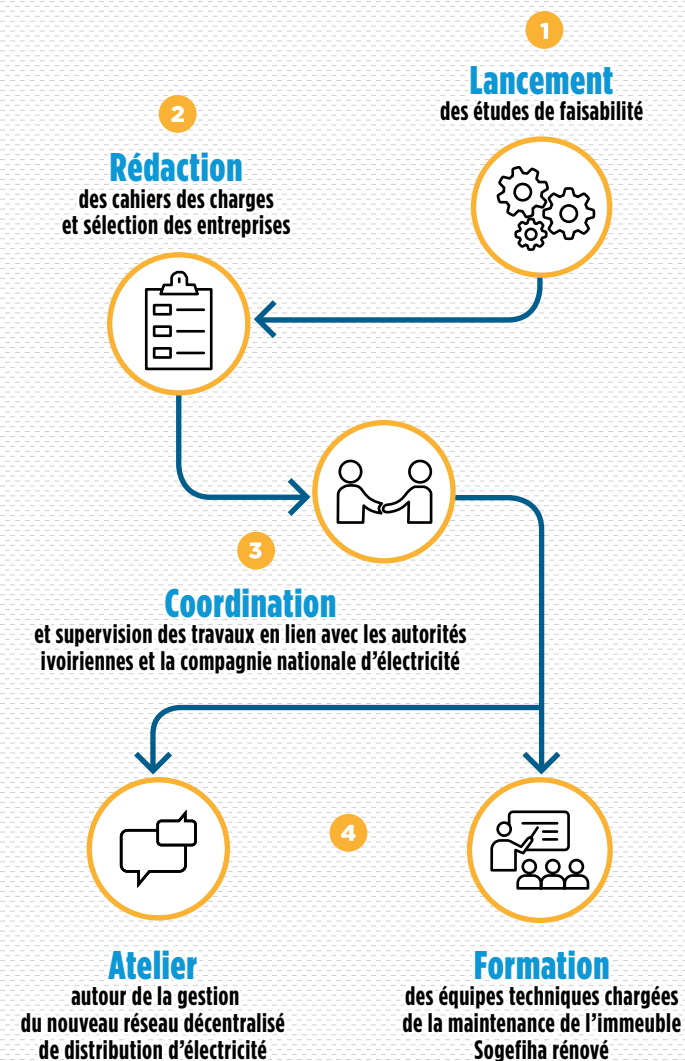 1
Lancement
des études de faisabilité
2
Rédaction
des cahiers des charges
et sélection des entreprises
3
Coordination
et supervision des travaux en lien avec les autorités
ivoiriennes et la compagnie nationale d'électricité
4
Atelier
autour de la gestion
du nouveau réseau décentralisé
de distribution d'électricité
Formation
des équipes techniques chargées
de la maintenance de l'immeuble
Sogefiha rénové